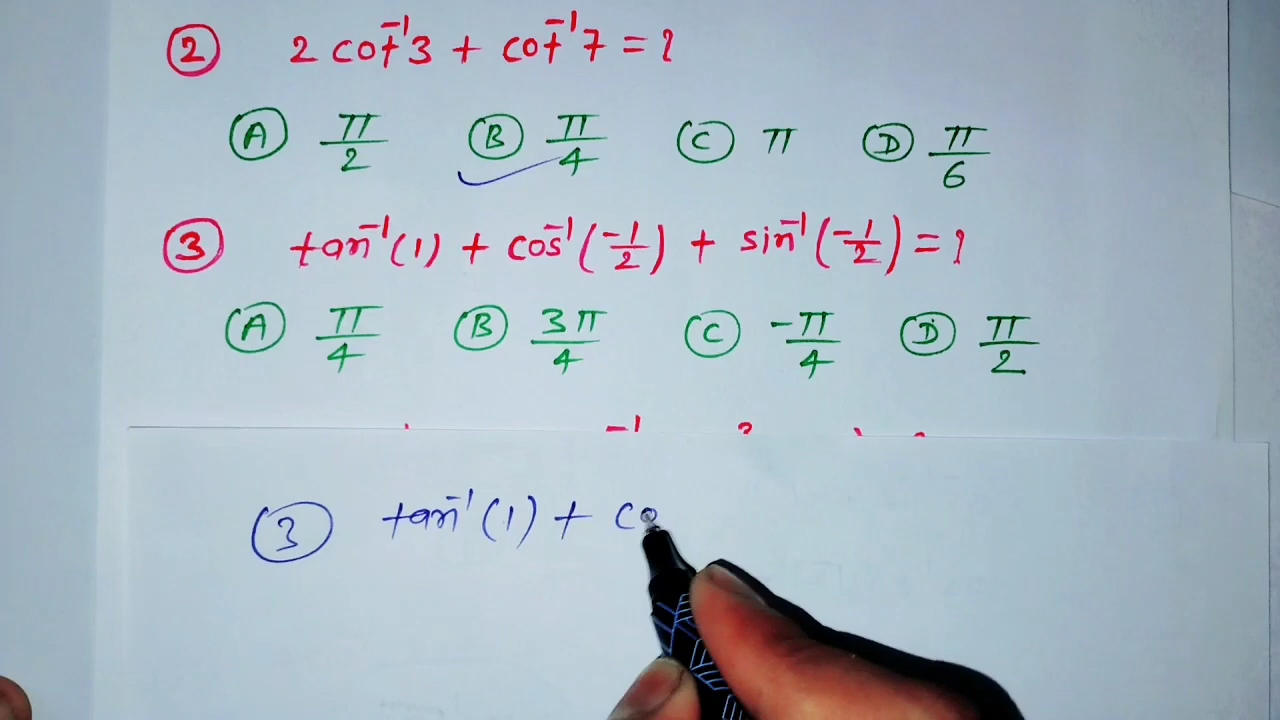 ② 2 cot⁻¹3 + cot⁻¹7 = ?
Ⓐ π/2 Ⓑ π/4 Ⓒ π Ⓓ π/6
③ tan⁻¹(1) + cos⁻¹(-1/2) + sin⁻¹(-1/2) = ?
Ⓐ π/4 Ⓑ 3π/4 Ⓒ -π/4 Ⓓ π/2
③ tan⁻¹(1) + co